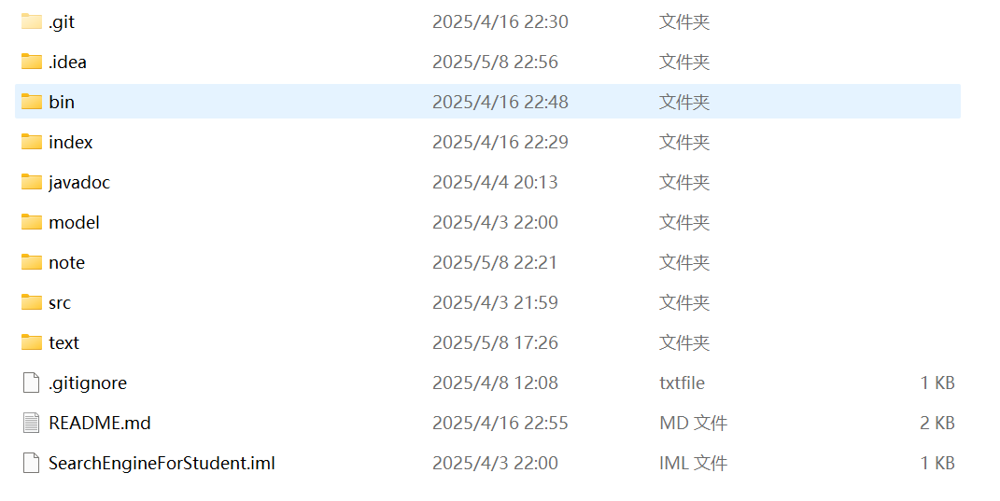 .git 2025/4/16 22:30 文件夹
.idea 2025/5/8 22:56 文件夹
bin 2025/4/16 22:48 文件夹
index 2025/4/16 22:29 文件夹
javadoc 2025/4/4 20:13 文件夹
model 2025/4/3 22:00 文件夹
note 2025/5/8 22:21 文件夹
src 2025/4/3 21:59 文件夹
text 2025/5/8 17:26 文件夹
.gitignore 2025/4/8 12:08 txtfile 1 KB
README.md 2025/4/16 22:55 MD 文件 2 KB
SearchEngineForStudent.iml 2025/4/3 22:00 IML 文件 1 KB